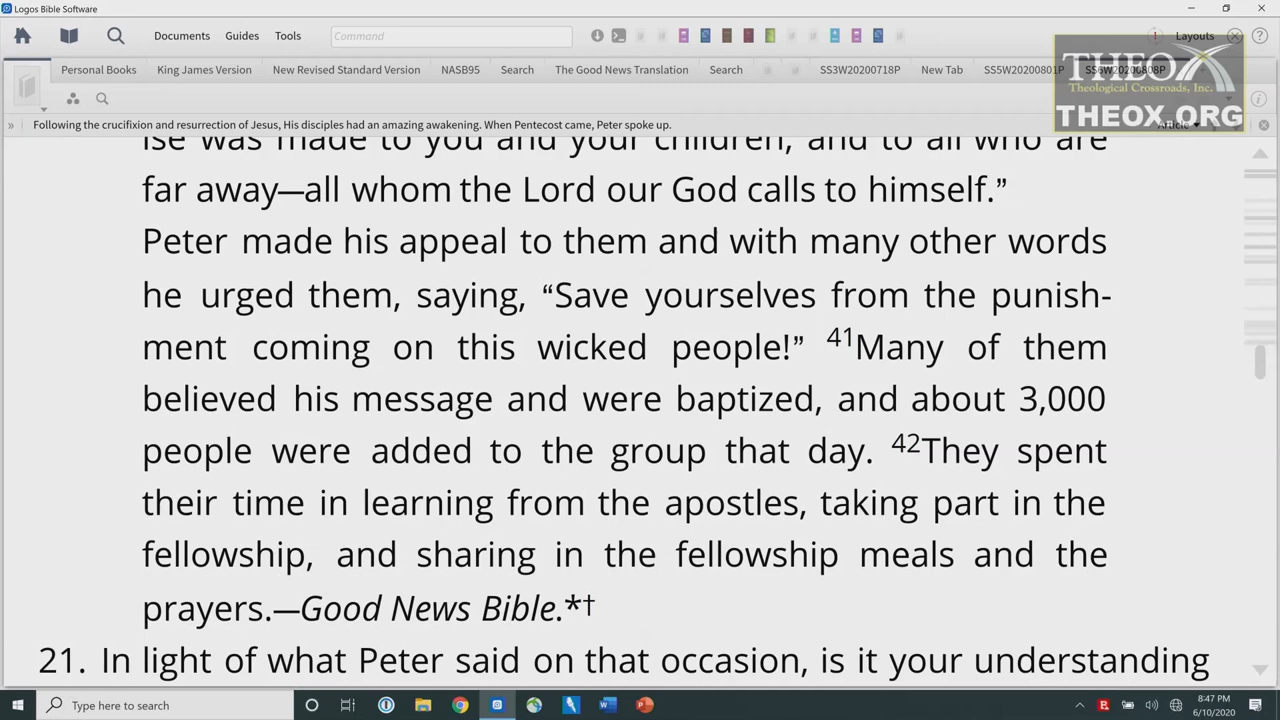 Logos Bible Software
Documents Guides Tools Command Layouts
Personal Books King James Version New Revised Stan Search The Good News Translation Search SS3W20200718P New Tab SS5W20200801P SS6W20200808P
THEOX
Theological Crossroads, Inc.
THEOX.ORG
Following the crucifixion and resurrection of Jesus, His disciples had an amazing awakening. When Pentecost came, Peter spoke up. Article
ise was made to you and your children, and to all who are
far away—all whom the Lord our God calls to himself.”
Peter made his appeal to them and with many other words
he urged them, saying, “Save yourselves from the punish-
ment coming on this wicked people!” 41Many of them
believed his message and were baptized, and about 3,000
people were added to the group that day. 42They spent
their time in learning from the apostles, taking part in the
fellowship, and sharing in the fellowship meals and the
prayers.—Good News Bible.*†
21. In light of what Peter said on that occasion, is it your understanding
Type here to search
8:47 PM
6/10/2020